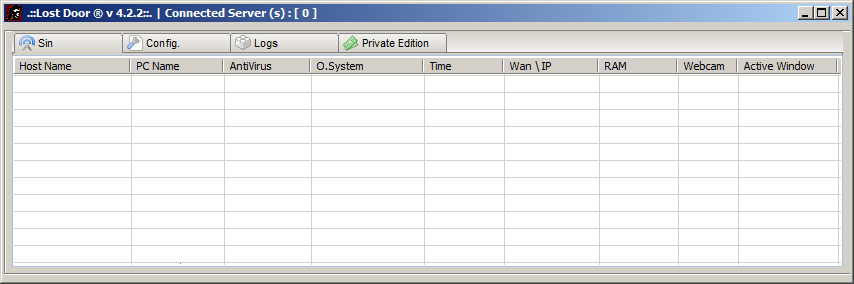 .::Lost Door ® v 4.2.2::. | Connected Server (s) : [ 0 ]
Sin Config. Logs Private Edition
Host Name PC Name AntiVirus O.System Time Wan \ IP RAM Webcam Active Window